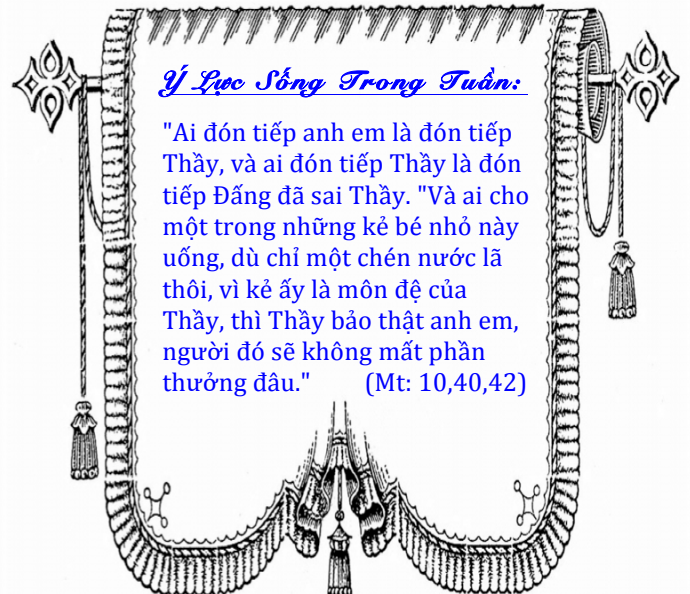 Ý Lực Sống Trong Tuần:
"Ai đón tiếp anh em là đón tiếp
Thầy, và ai đón tiếp Thầy là đón
tiếp Đấng đã sai Thầy. "Và ai cho
một trong những kẻ bé nhỏ này
uống, dù chỉ một chén nước lã
thôi, vì kẻ ấy là môn đệ của
Thầy, thì Thầy bảo thật anh em,
người đó sẽ không mất phần
thưởng đâu." (Mt: 10,40,42)